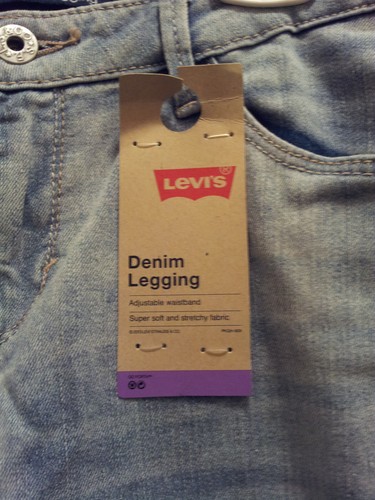 LEVI'S ®
Denim
Legging
Adjustable waistband
Super soft and stretchy fabric